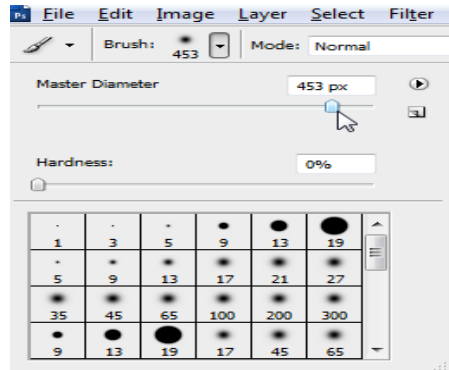 Ps File Edit Image Layer Select Filter
Brush: 453 Mode: Normal
Master Diameter 453 px
Hardness: 0%
1 3 5 9 13 19
5 9 13 17 21 27
35 45 65 100 200 300
9 13 19 17 45 65